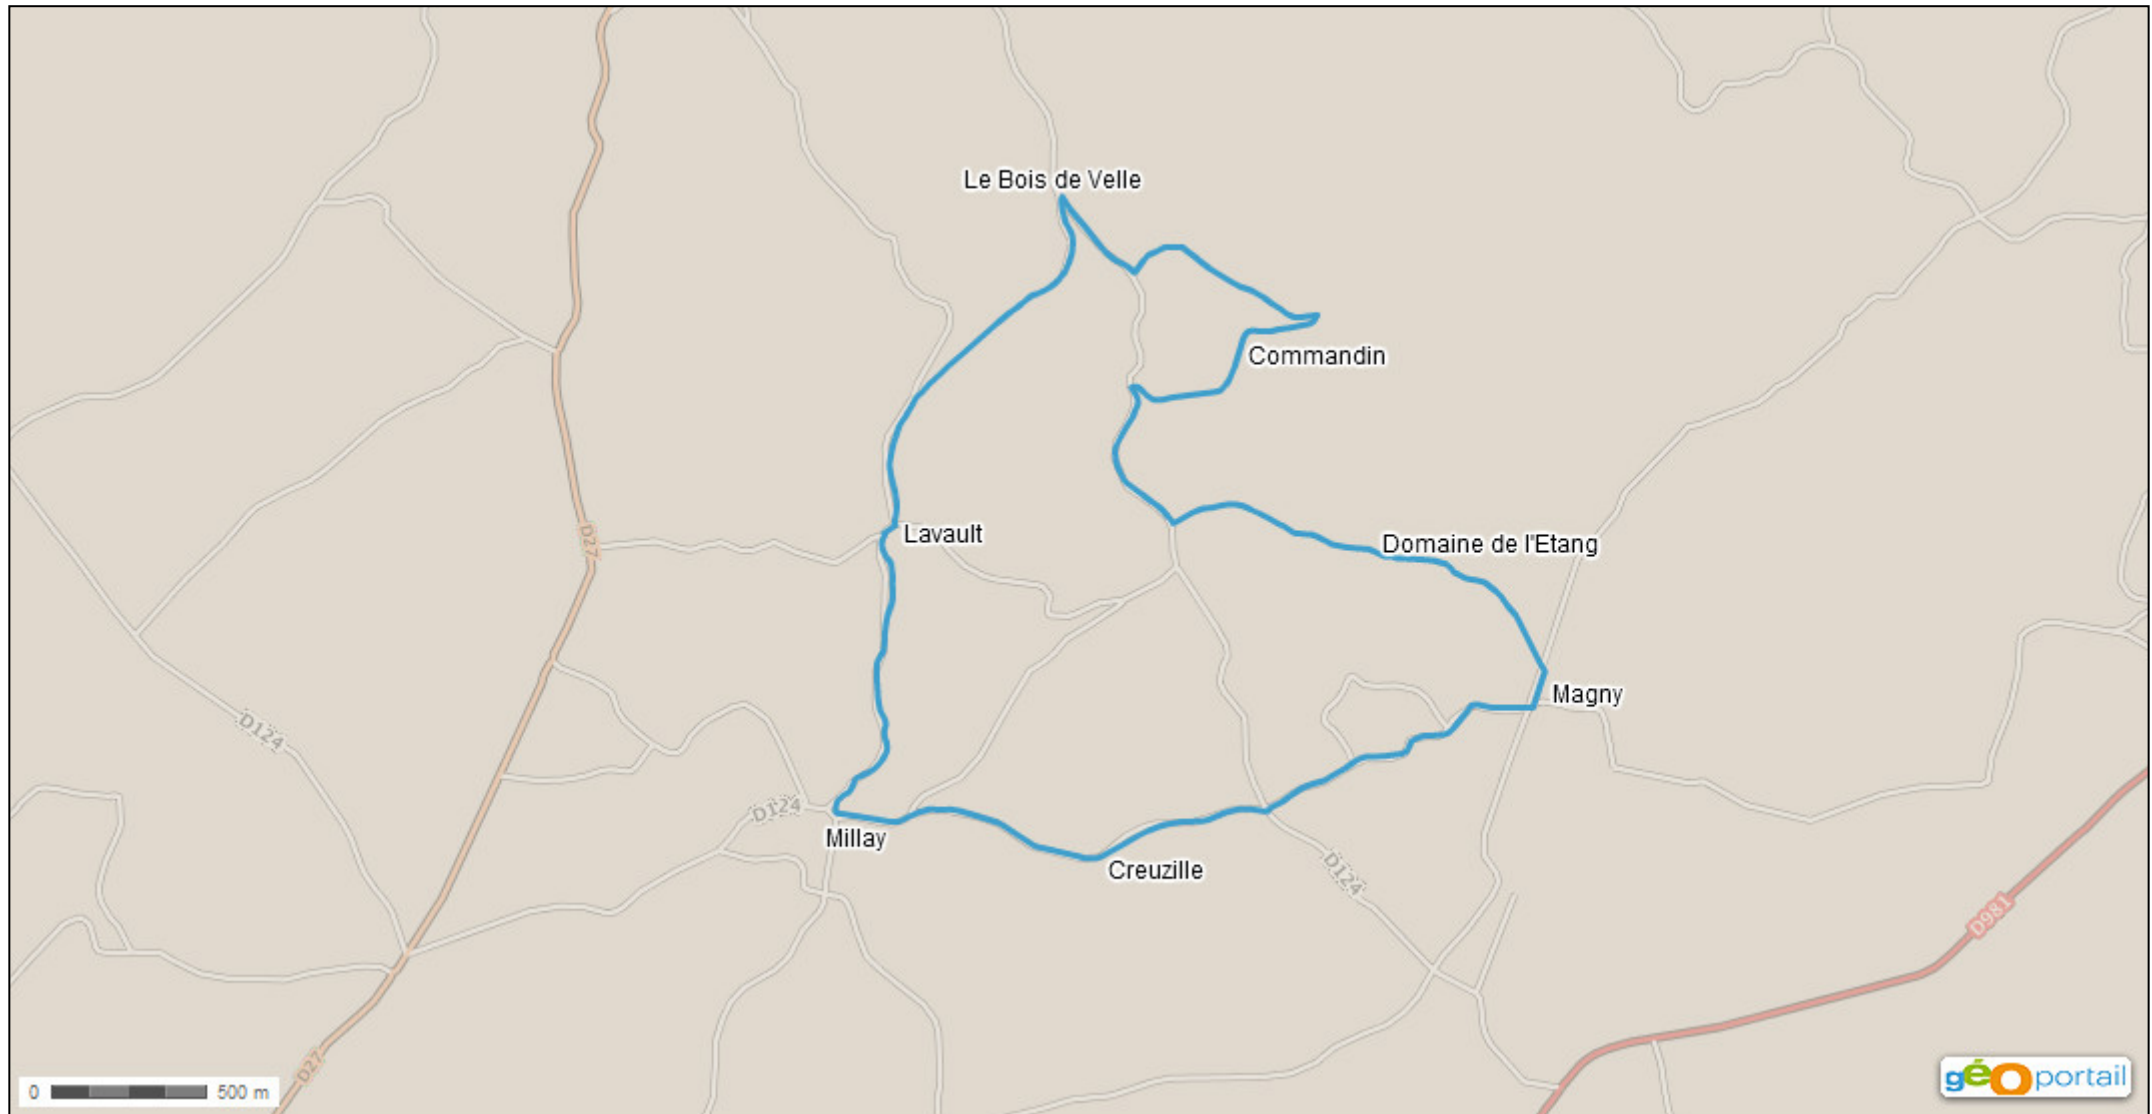 Le Bois de Velle
Commandin
D27
Lavault
Domaine de l'Etang
Magny
D124
D124
Millay
Creuzille
D124
D981
D27
0 500 m
géoportail